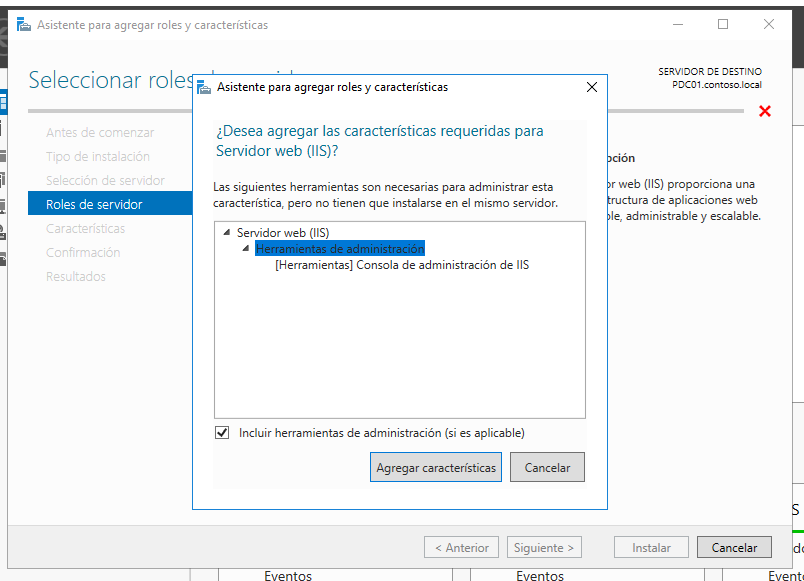 Asistente para agregar roles y características
Seleccionar roles
SERVIDOR DE DESTINO
PDC01.contoso.local
Antes de comenzar
Tipo de instalación
Selección de servidor
Roles de servidor
Características
Confirmación
Resultados
Asistente para agregar roles y características
¿Desea agregar las características requeridas para
Servidor web (IIS)?
Las siguientes herramientas son necesarias para administrar esta
característica, pero no tienen que instalarse en el mismo servidor.
Servidor web (IIS)
Herramientas de administración
[Herramientas] Consola de administración de IIS
Incluir herramientas de administración (si es aplicable)
Agregar características
Cancelar
web (IIS) proporciona una
de aplicaciones web
administrable y escalable.
< Anterior
Siguiente >
Instalar
Cancelar
Eventos
Eventos